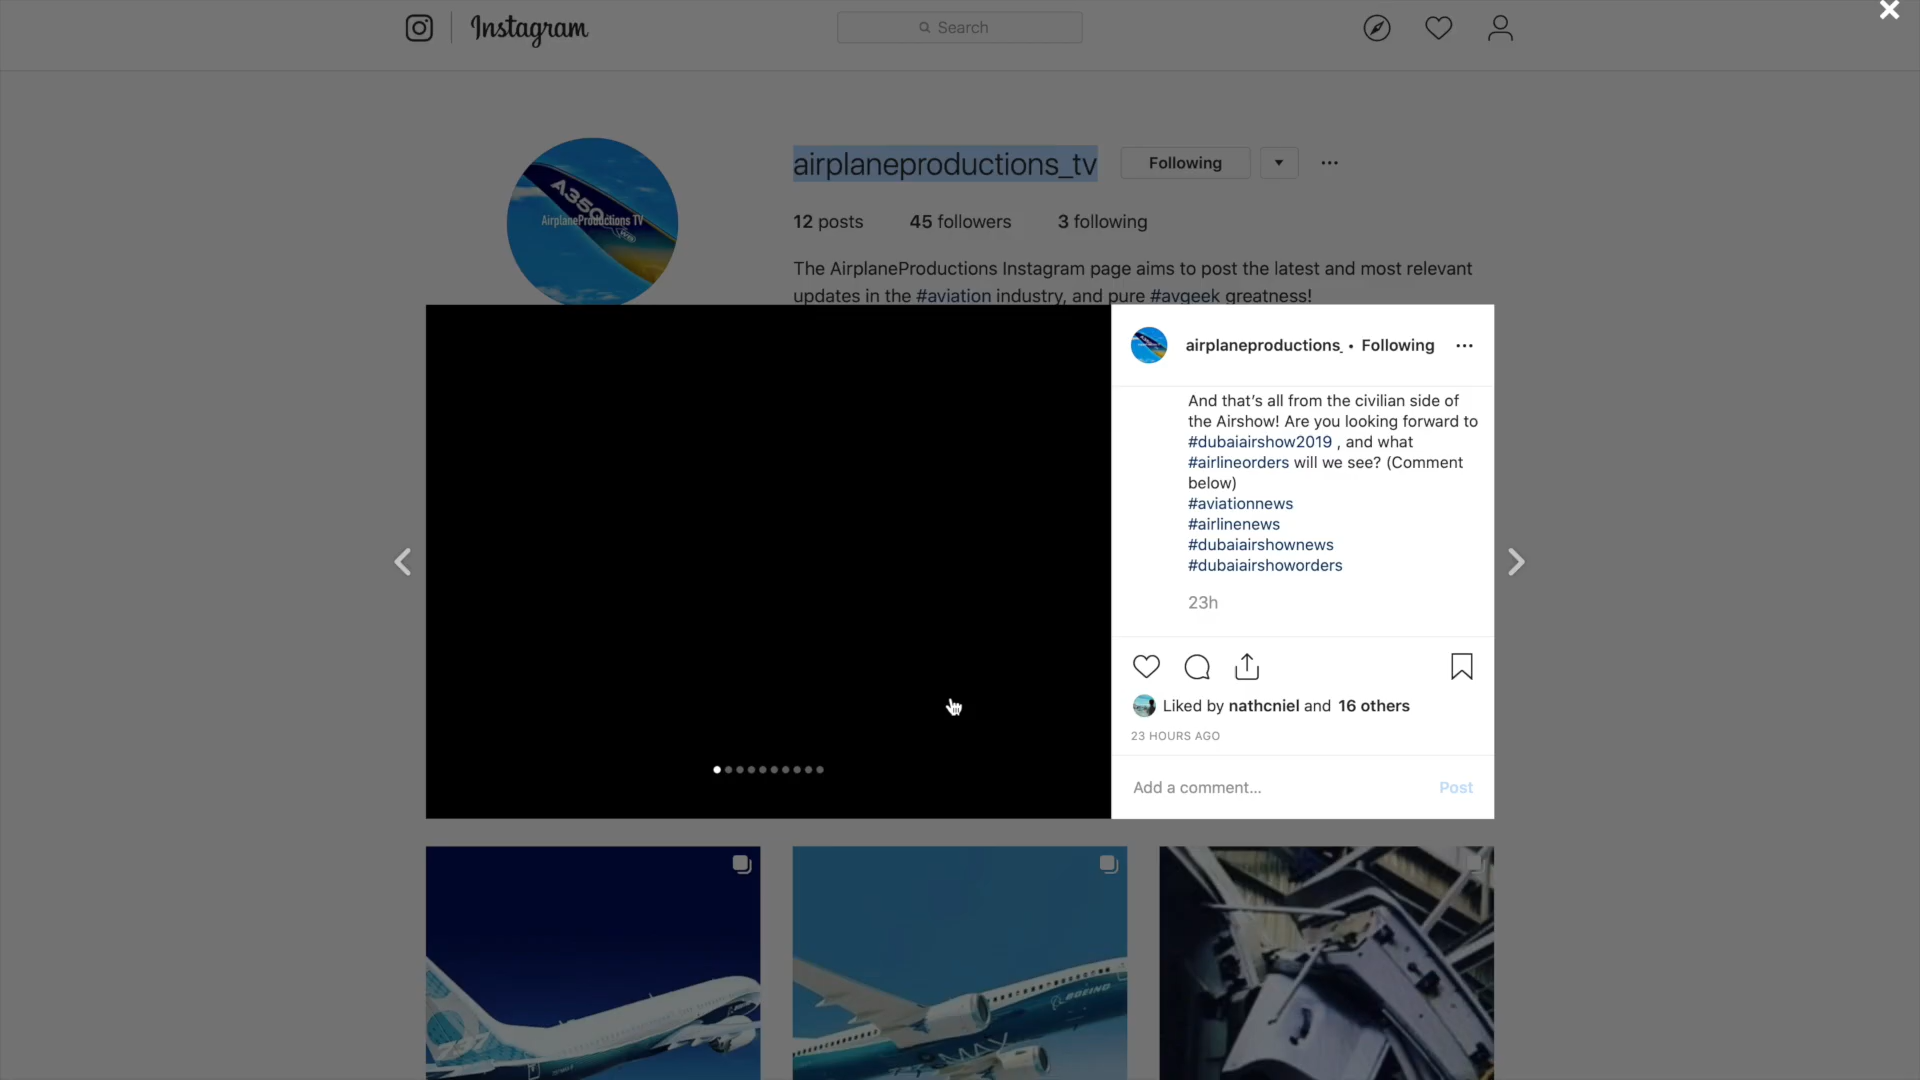 Instagram
Search
airplaneproductions_tv
Following
12 posts 45 followers 3 following
The AirplaneProductions Instagram page aims to post the latest and most relevant
updates in the #aviation industry, and pure #avgeek greatness!
A350
XWB
AirplaneProductions TV
airplaneproductions_ • Following
And that’s all from the civilian side of
the Airshow! Are you looking forward to
#dubaiairshow2019 , and what
#airlineorders will we see? (Comment
below)
#aviationnews
#airlinenews
#dubaiairshownews
#dubaiairshoworders
23h
Liked by nathcniel and 16 others
23 HOURS AGO
Add a comment...
Post
737
BOEING
MAX